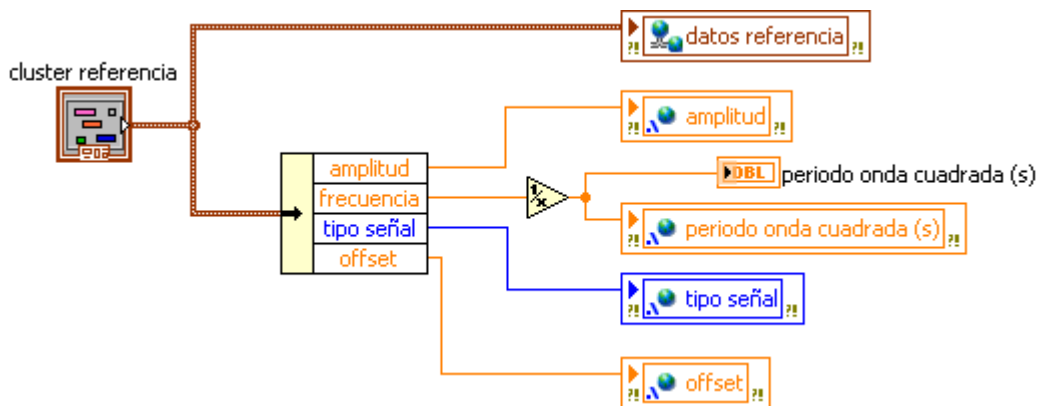 datos referencia
cluster referencia
amplitud
amplitud
frecuencia
1/x
DBL
periodo onda cuadrada (s)
tipo señal
periodo onda cuadrada (s)
offset
tipo señal
offset